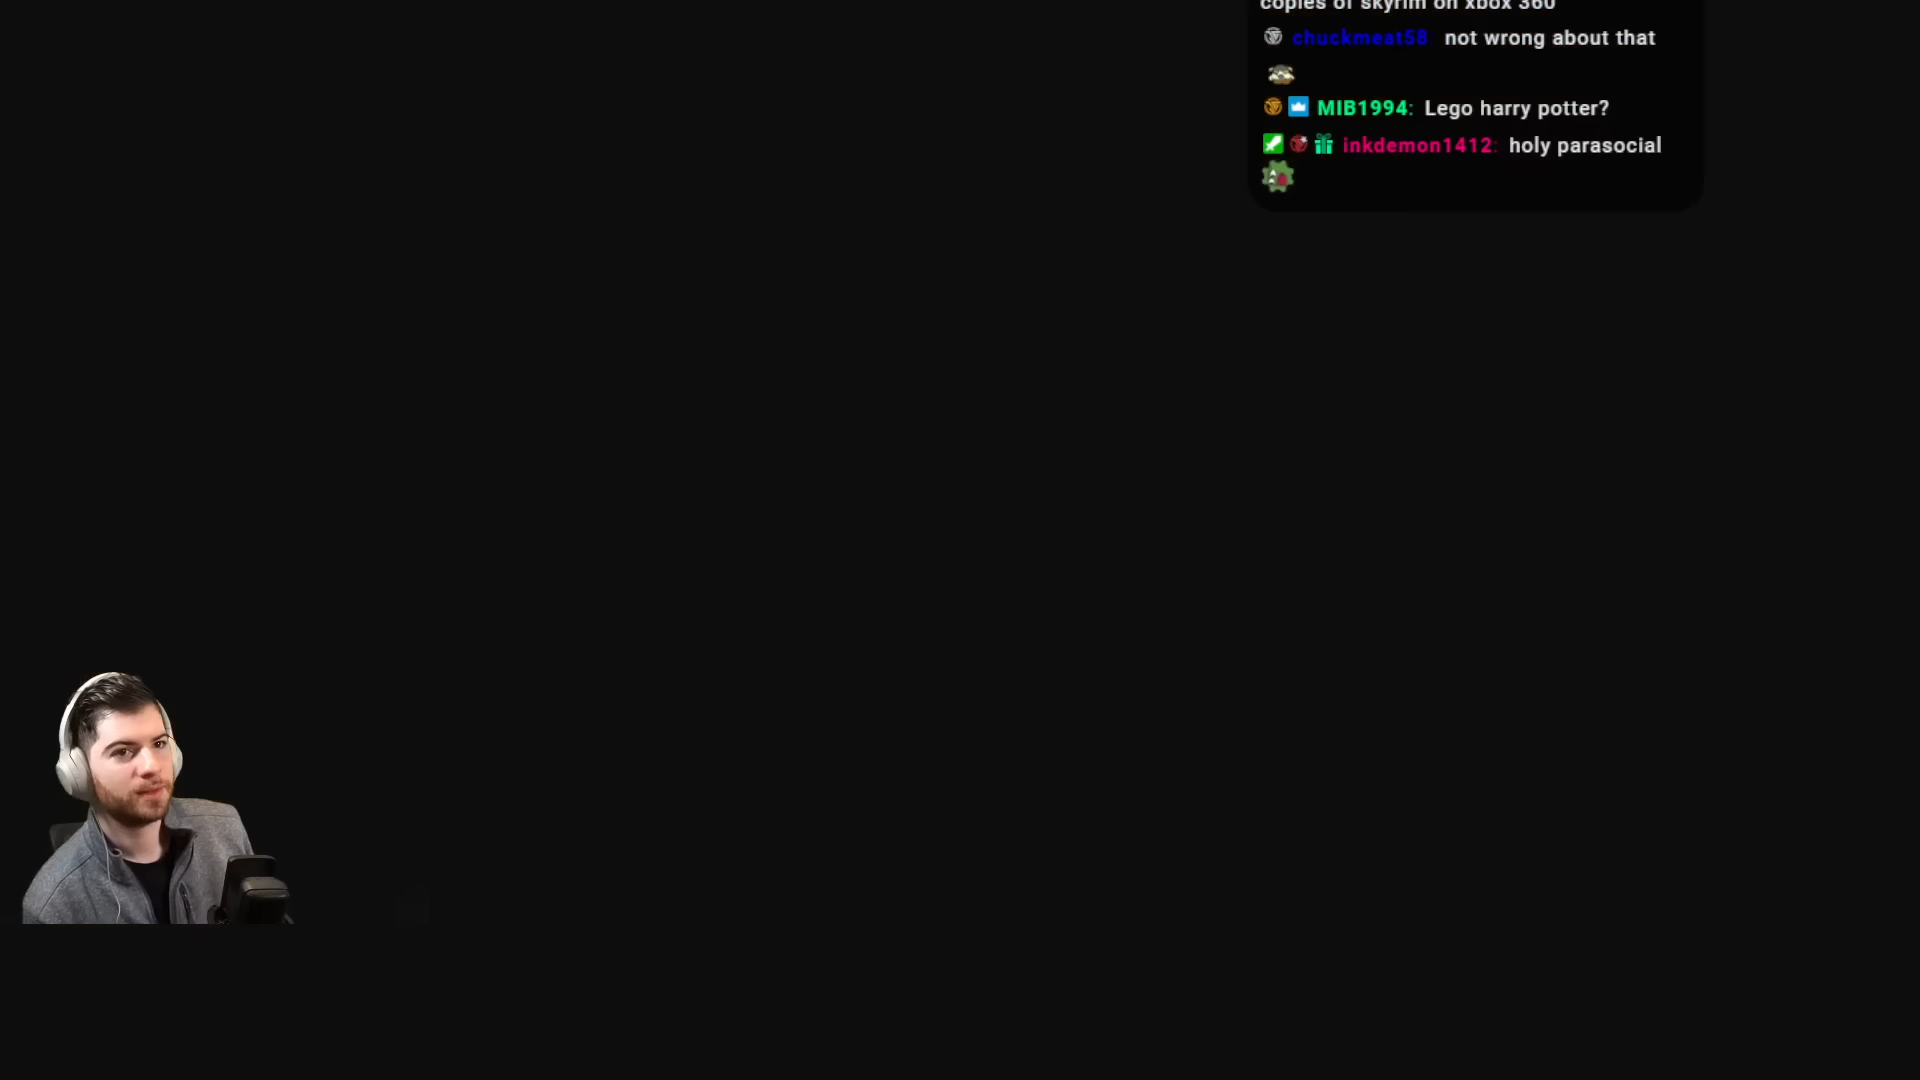 copies of skyrim on xbox 360
chuckmeat58: not wrong about that
MIB1994: Lego harry potter?
inkdemon1412: holy parasocial